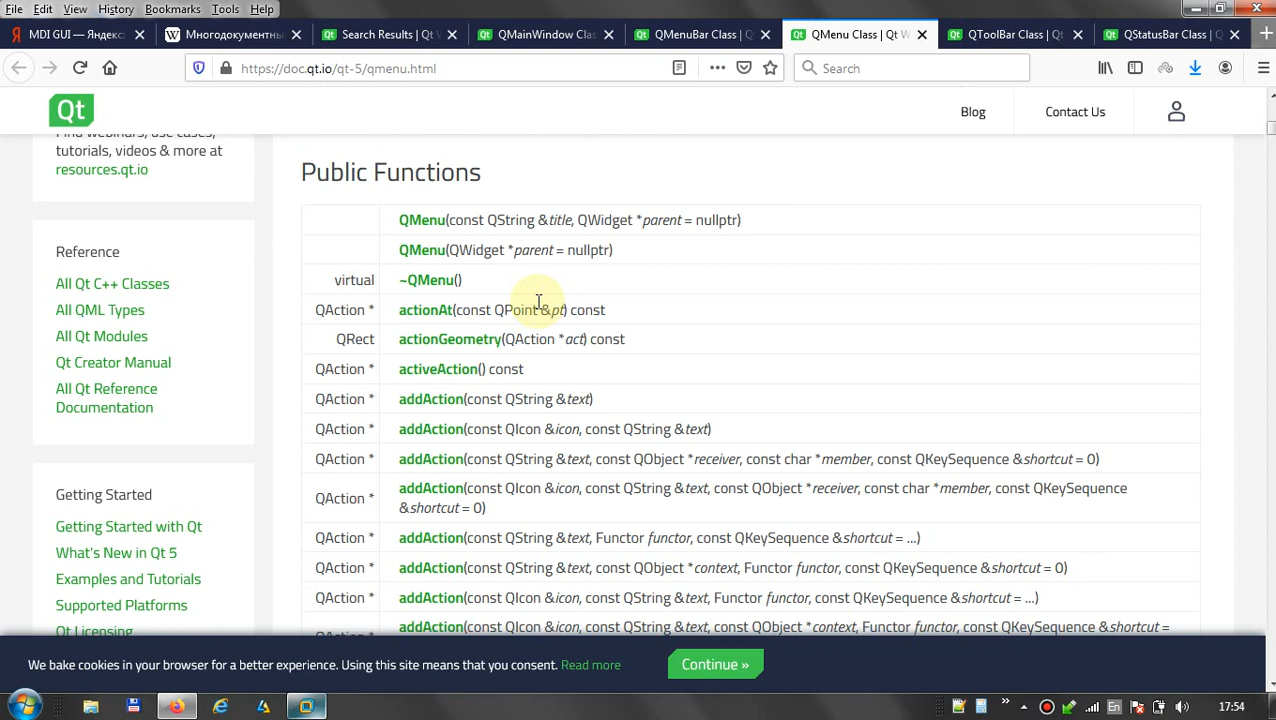 File Edit View History Bookmarks Tools Help
MDI GUI — Яндекс
Многодокументны
Search Results | Qt
QMainWindow Clas
QMenuBar Class | Q
QMenu Class | Qt W
QToolBar Class | Qt
QStatusBar Class | Q
https://doc.qt.io/qt-5/qmenu.html
Search
Qt
Blog
Contact Us
Find webinars, use cases,
tutorials, videos & more at
resources.qt.io
Reference
All Qt C++ Classes
All QML Types
All Qt Modules
Qt Creator Manual
All Qt Reference
Documentation
Getting Started
Getting Started with Qt
What's New in Qt 5
Examples and Tutorials
Supported Platforms
Qt Licensing
Public Functions
QMenu(const QString &title, QWidget *parent = nullptr)
QMenu(QWidget *parent = nullptr)
virtual ~QMenu()
QAction * actionAt(const QPoint &pt) const
QRect actionGeometry(QAction *act) const
QAction * activeAction() const
QAction * addAction(const QString &text)
QAction * addAction(const QIcon &icon, const QString &text)
QAction * addAction(const QString &text, const QObject *receiver, const char *member, const QKeySequence &shortcut = 0)
QAction * addAction(const QIcon &icon, const QString &text, const QObject *receiver, const char *member, const QKeySequence
&shortcut = 0)
QAction * addAction(const QString &text, Functor functor, const QKeySequence &shortcut = ...)
QAction * addAction(const QString &text, const QObject *context, Functor functor, const QKeySequence &shortcut = 0)
QAction * addAction(const QIcon &icon, const QString &text, Functor functor, const QKeySequence &shortcut = ...)
QAction * addAction(const QIcon &icon, const QString &text, const QObject *context, Functor functor, const QKeySequence &shortcut =
We bake cookies in your browser for a better experience. Using this site means that you consent. Read more
Continue »
En
17:54